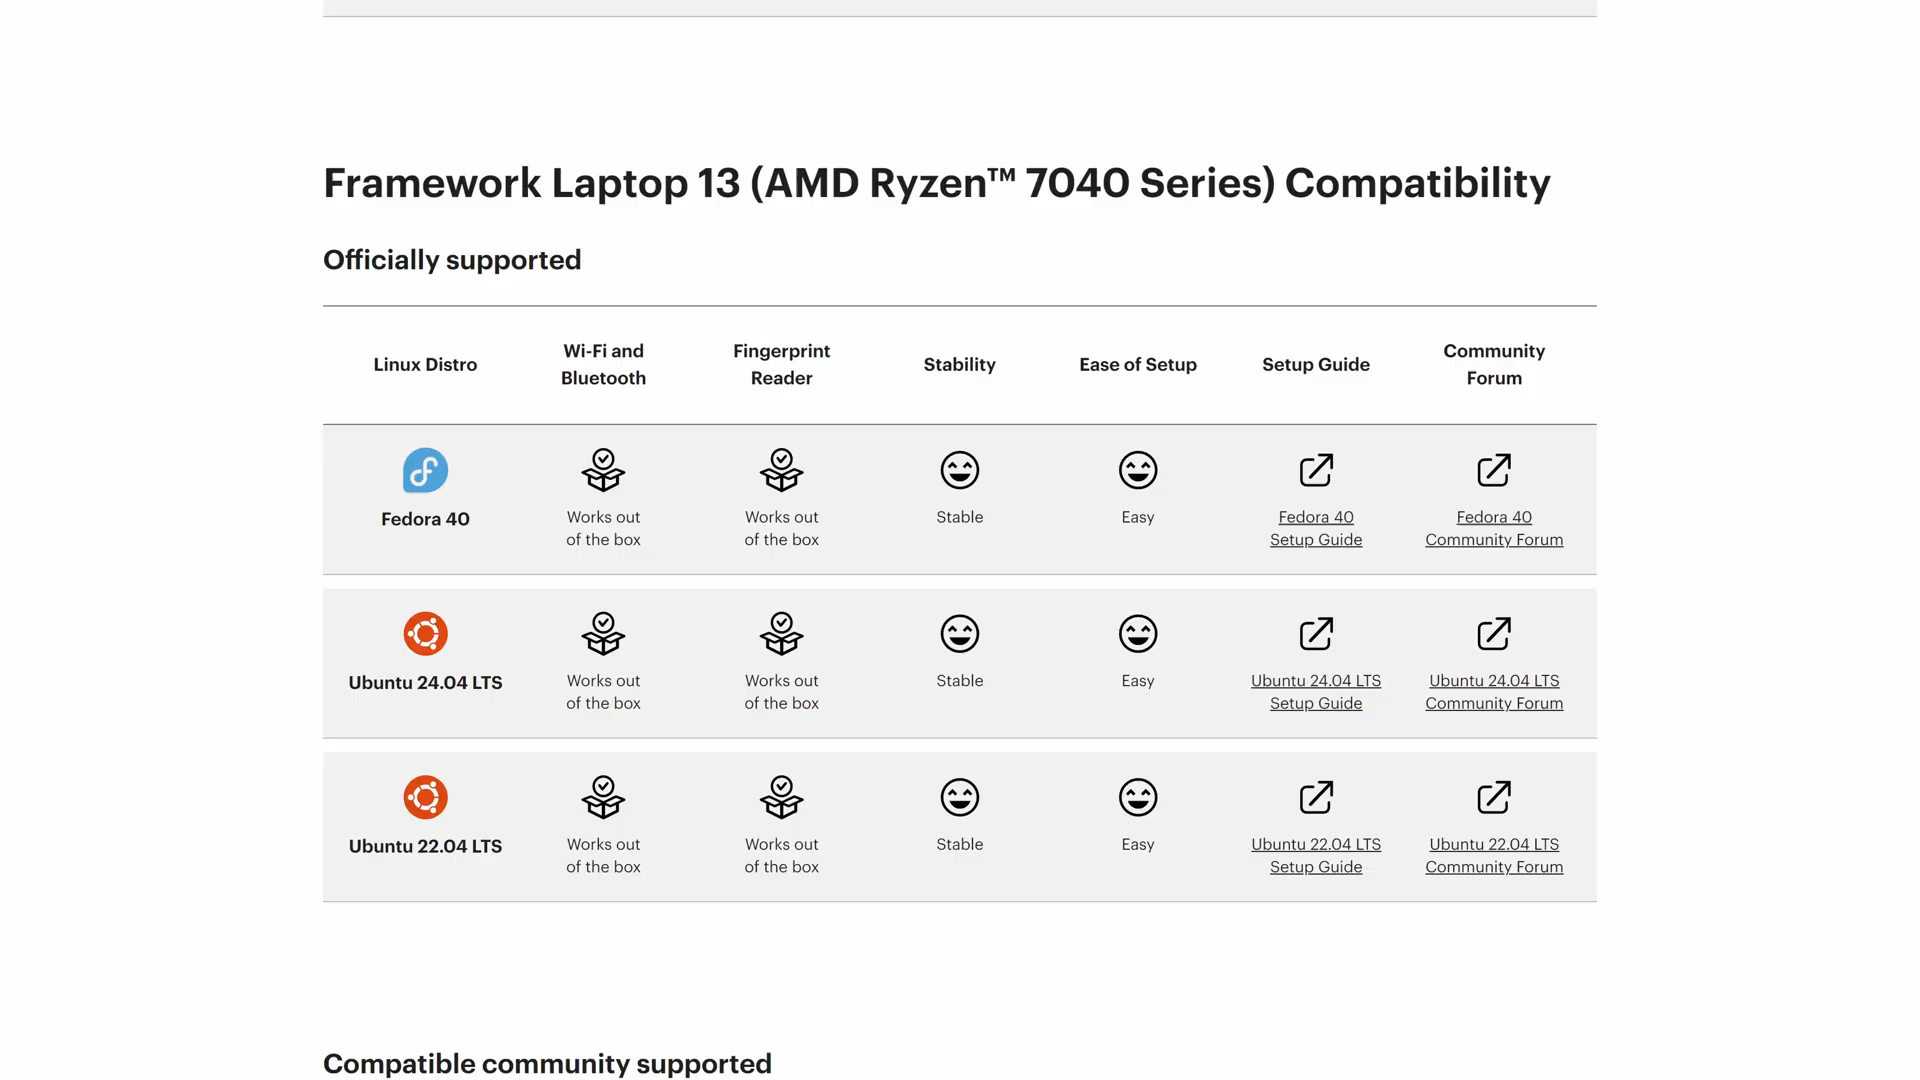 Framework Laptop 13 (AMD Ryzen™ 7040 Series) Compatibility
Officially supported
Linux Distro
Wi-Fi and
Bluetooth
Fingerprint
Reader
Stability
Ease of Setup
Setup Guide
Community
Forum
Fedora 40
Works out
of the box
Works out
of the box
Stable
Easy
Fedora 40
Setup Guide
Fedora 40
Community Forum
Ubuntu 24.04 LTS
Works out
of the box
Works out
of the box
Stable
Easy
Ubuntu 24.04 LTS
Setup Guide
Ubuntu 24.04 LTS
Community Forum
Ubuntu 22.04 LTS
Works out
of the box
Works out
of the box
Stable
Easy
Ubuntu 22.04 LTS
Setup Guide
Ubuntu 22.04 LTS
Community Forum
Compatible community supported